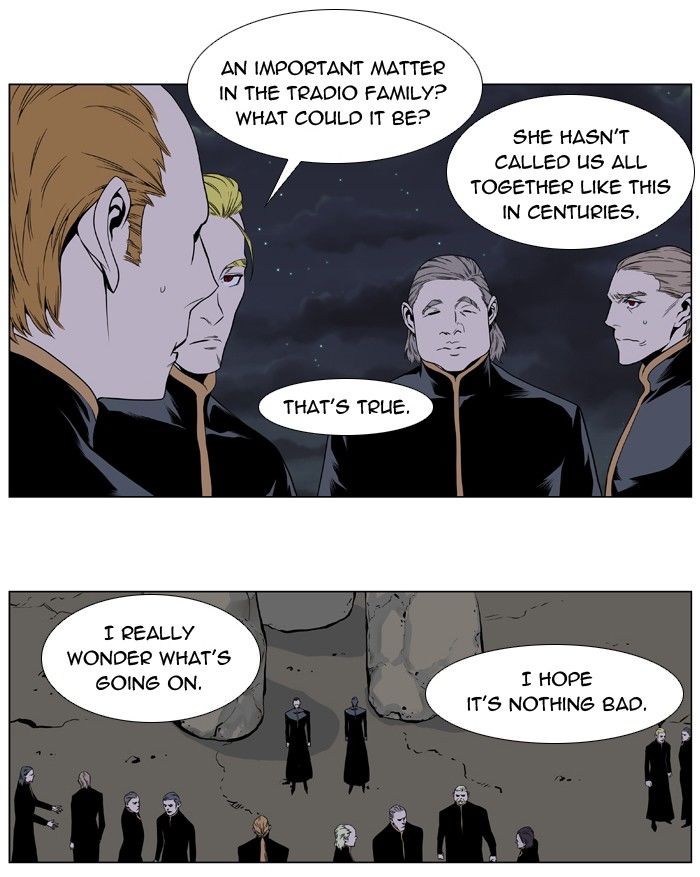 AN IMPORTANT MATTER
IN THE TRADIO FAMILY?
WHAT COULD IT BE?
SHE HASN'T
CALLED US ALL
TOGETHER LIKE THIS
IN CENTURIES.
THAT'S TRUE.
I REALLY
WONDER WHAT'S
GOING ON.
I HOPE
IT'S NOTHING BAD.